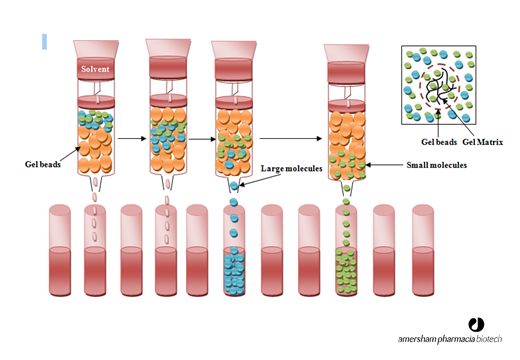 Solvent
Gel beads
Large molecules
Small molecules
Gel beads
Gel Matrix
amersham pharmacia biotech